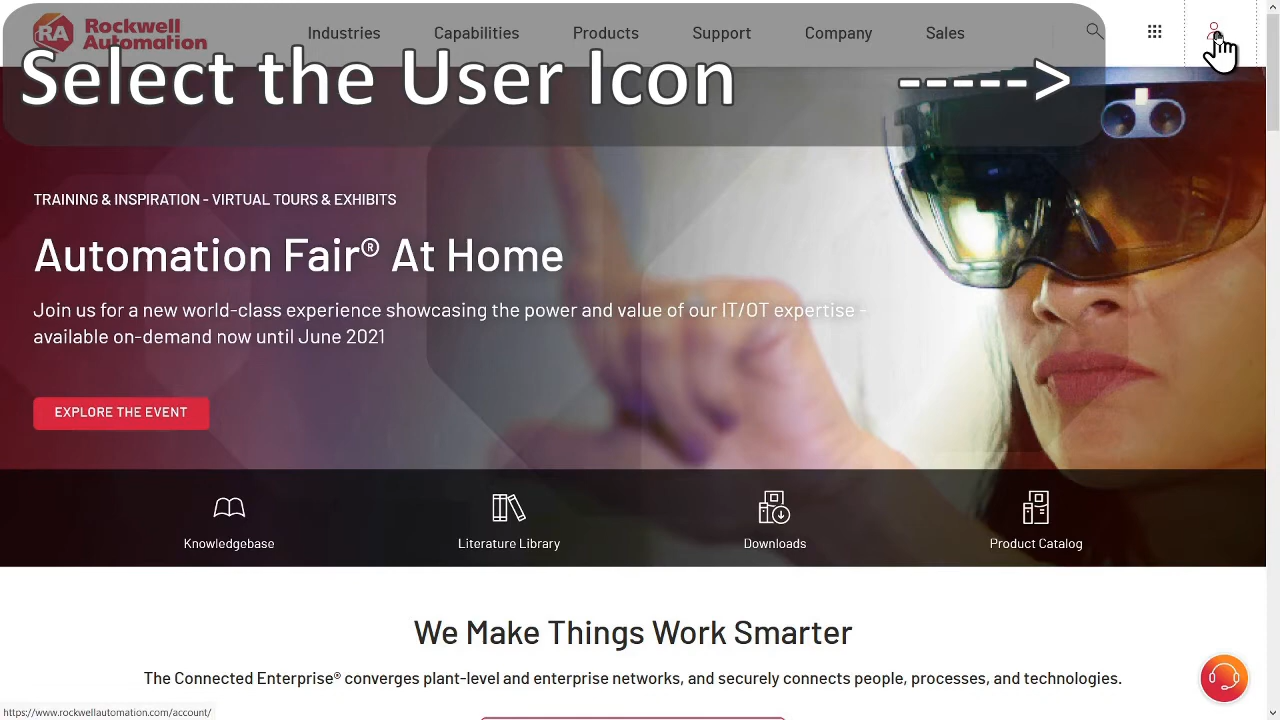 Rockwell
Automation
Industries
Capabilities
Products
Support
Company
Sales
Select the User Icon ----->
TRAINING & INSPIRATION - VIRTUAL TOURS & EXHIBITS
Automation Fair® At Home
Join us for a new world-class experience showcasing the power and value of our IT/OT expertise -
available on-demand now until June 2021
EXPLORE THE EVENT
Knowledgebase
Literature Library
Downloads
Product Catalog
We Make Things Work Smarter
The Connected Enterprise® converges plant-level and enterprise networks, and securely connects people, processes, and technologies.
https://www.rockwellautomation.com/account/